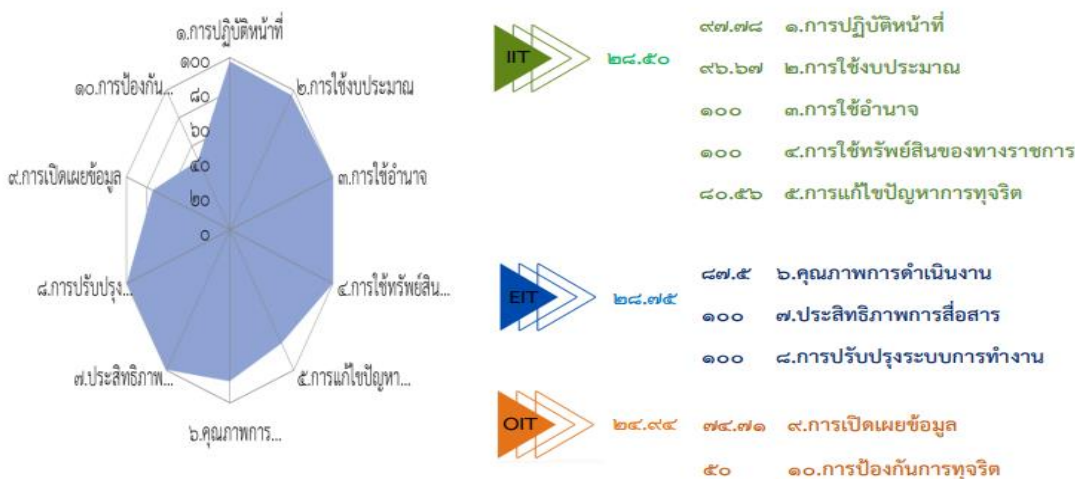 ๑.การปฏิบัติหน้าที่
๒.การใช้งบประมาณ
๓.การใช้อำนาจ
๔.การใช้ทรัพย์สิน...
๕.การแก้ไขปัญหา...
๖.คุณภาพการ...
๗.ประสิทธิภาพ...
๘.การปรับปรุง...
๙.การเปิดเผยข้อมูล
๑๐.การป้องกัน...
๑๐๐
๘๐
๖๐
๔๐
๒๐
๐
IIT ๒๘.๕๐
๙๗.๗๘ ๑.การปฏิบัติหน้าที่
๙๖.๖๗ ๒.การใช้งบประมาณ
๑๐๐ ๓.การใช้อำนาจ
๑๐๐ ๔.การใช้ทรัพย์สินของทางราชการ
๘๐.๕๖ ๕.การแก้ไขปัญหาการทุจริต
EIT ๒๘.๗๕
๘๗.๕ ๖.คุณภาพการดำเนินงาน
๑๐๐ ๗.ประสิทธิภาพการสื่อสาร
๑๐๐ ๘.การปรับปรุงระบบการทำงาน
OIT ๒๔.๙๔ ๗๔.๗๑ ๙.การเปิดเผยข้อมูล
๕๐ ๑๐.การป้องกันการทุจริต